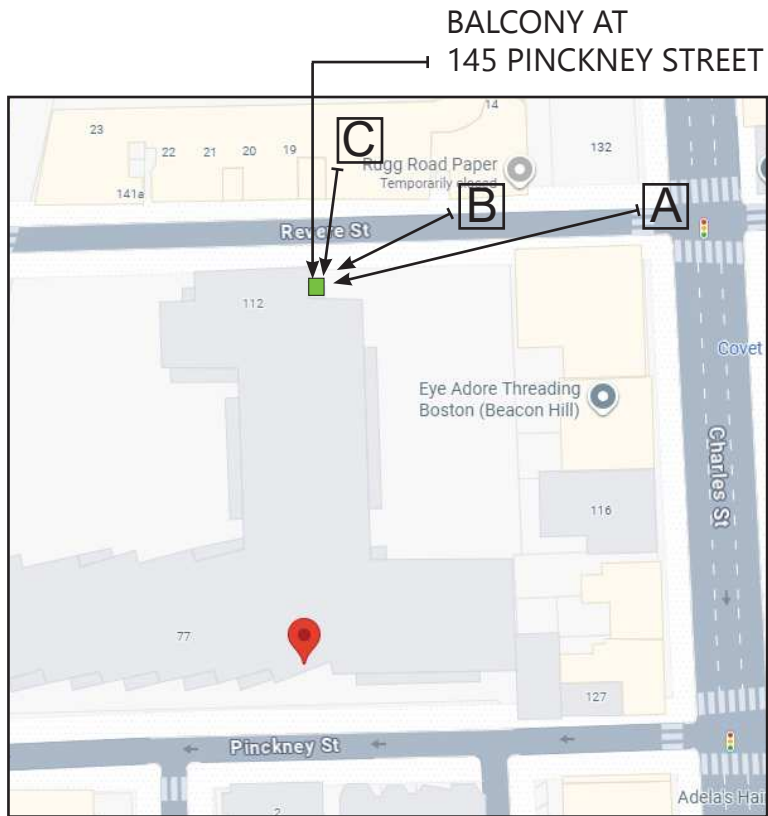 BALCONY AT
145 PINCKNEY STREET
14
23
22
21
20
19
C
132
Rugg Road Paper
Temporarily closed
141a
B
A
Revere St
112
Covet
Eye Adore Threading
Boston (Beacon Hill)
Charles St
116
77
127
Pinckney St
2
Adela's Hai